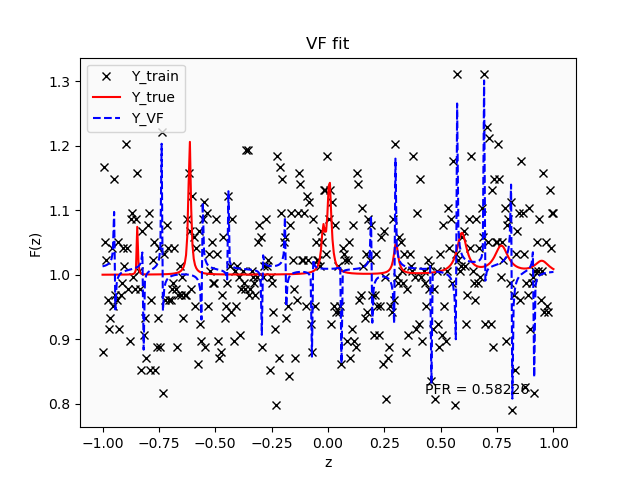 VF fit
Y_train
Y_true
Y_VF
F(z)
1.3
1.2
1.1
1.0
0.9
0.8
PFR = 0.58226
−1.00 −0.75 −0.50 −0.25 0.00 0.25 0.50 0.75 1.00
z